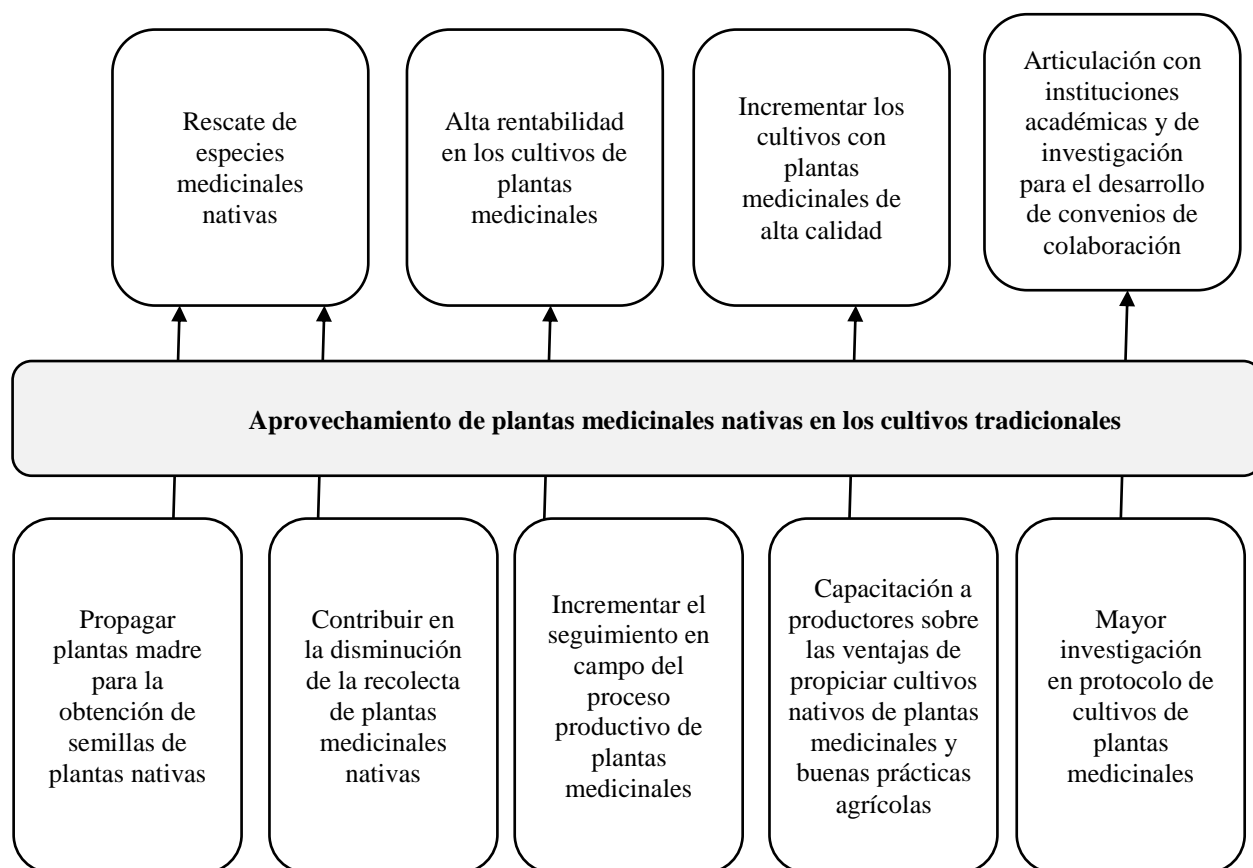 Rescate de
especies
medicinales
nativas
Alta rentabilidad
en los cultivos de
plantas
medicinales
Incrementar los
cultivos con
plantas
medicinales de
alta calidad
Articulación con
instituciones
académicas y de
investigación
para el desarrollo
de convenios de
colaboración
Aprovechamiento de plantas medicinales nativas en los cultivos tradicionales
Propagar
plantas madre
para la
obtención de
semillas de
plantas nativas
Contribuir en
la disminución
de la recolecta
de plantas
medicinales
nativas
Incrementar el
seguimiento en
campo del
proceso
productivo de
plantas
medicinales
Capacitación a
productores sobre
las ventajas de
propiciar cultivos
nativos de plantas
medicinales y
buenas prácticas
agrícolas
Mayor
investigación
en protocolo de
cultivos de
plantas
medicinales